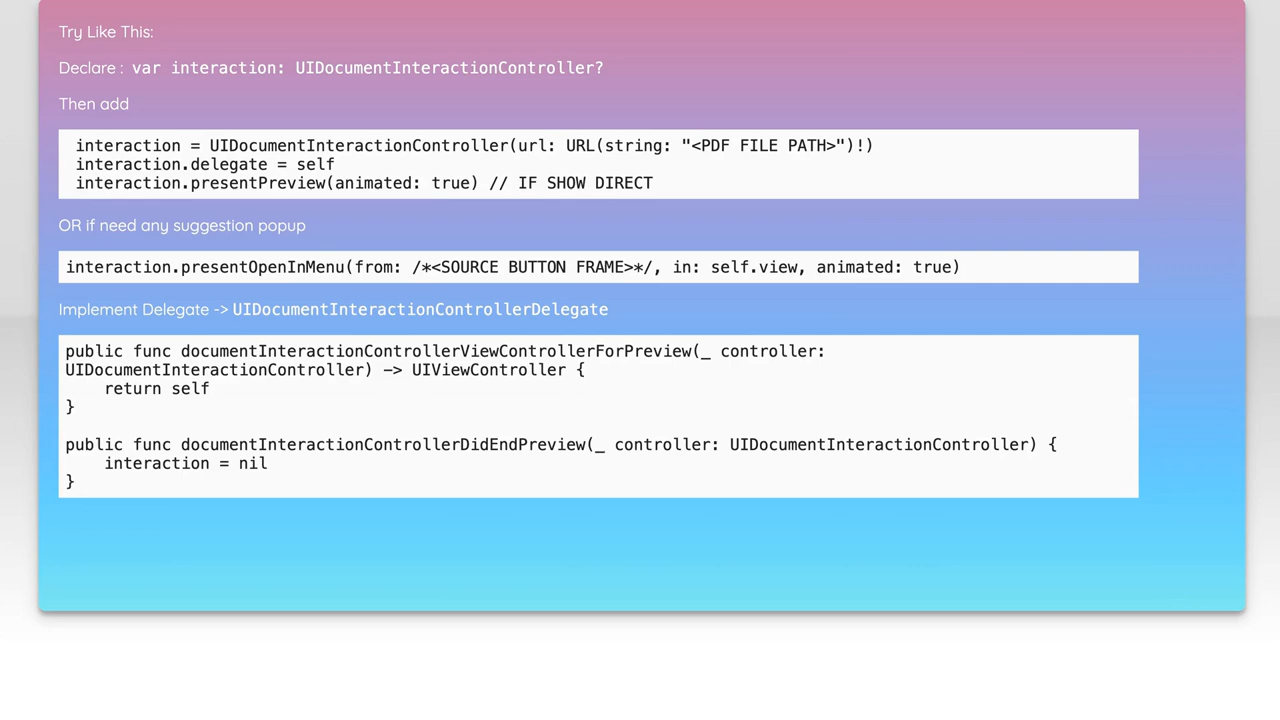 Try Like This:
Declare : var interaction: UIDocumentInteractionController?
Then add
interaction = UIDocumentInteractionController(url: URL(string: "<PDF FILE PATH>")!)
interaction.delegate = self
interaction.presentPreview(animated: true) // IF SHOW DIRECT
OR if need any suggestion popup
interaction.presentOpenInMenu(from: /*<SOURCE BUTTON FRAME>*/, in: self.view, animated: true)
Implement Delegate -> UIDocumentInteractionControllerDelegate
public func documentInteractionControllerViewControllerForPreview(_ controller:
UIDocumentInteractionController) -> UIViewController {
    return self
}
public func documentInteractionControllerDidEndPreview(_ controller: UIDocumentInteractionController) {
    interaction = nil
}